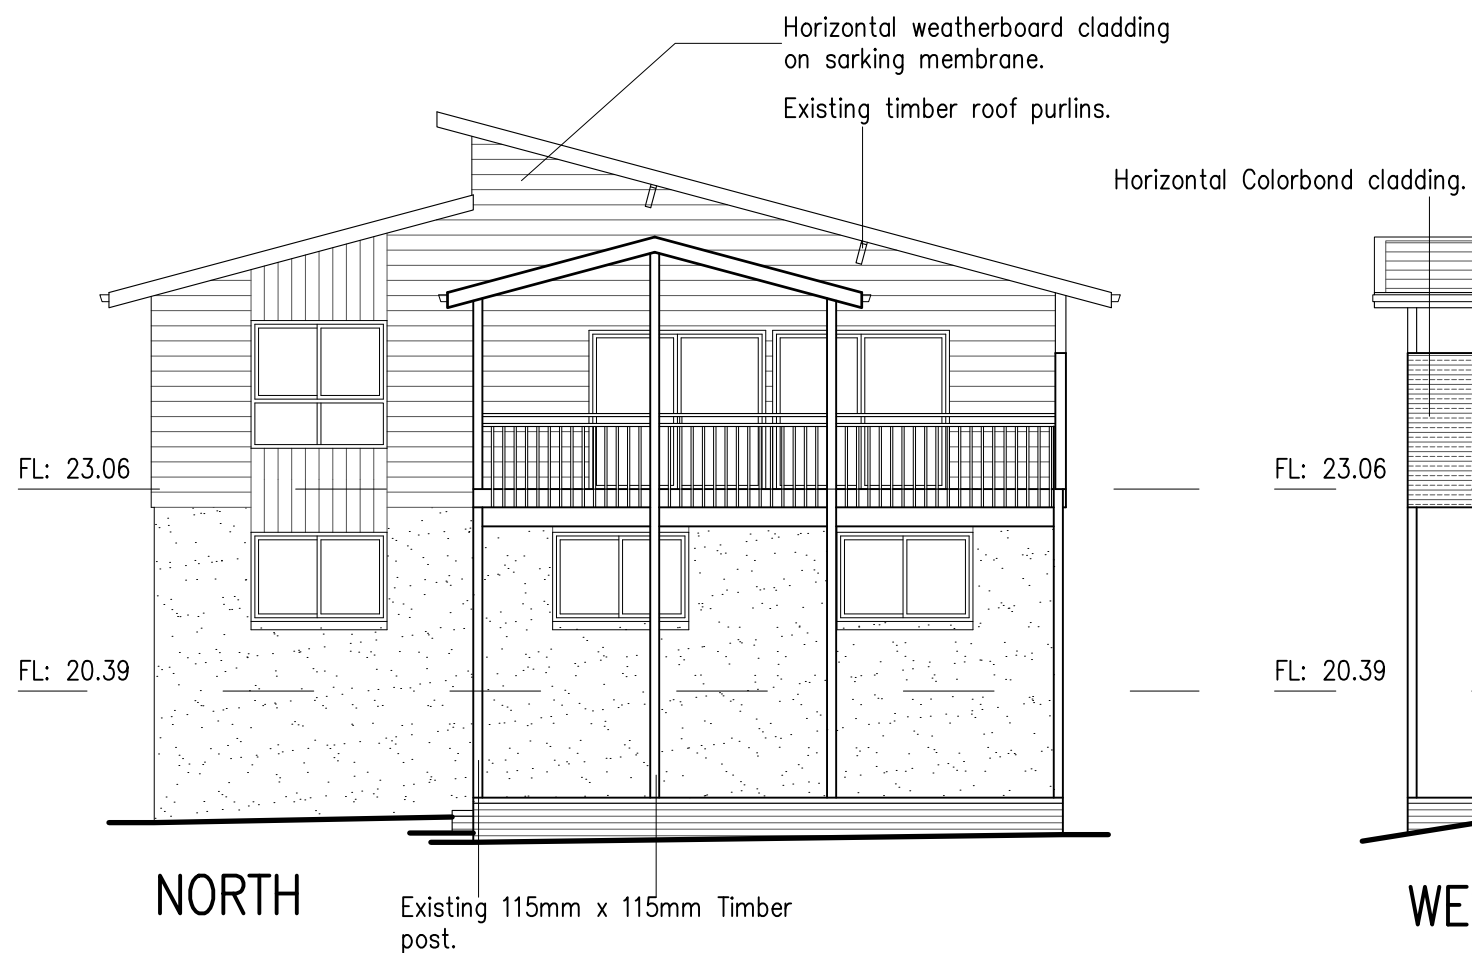 Horizontal weatherboard cladding
on sarking membrane.
Existing timber roof purlins.
Horizontal Colorbond cladding.
FL: 23.06
FL: 23.06
FL: 20.39
FL: 20.39
NORTH
Existing 115mm x 115mm Timber
post.
WE